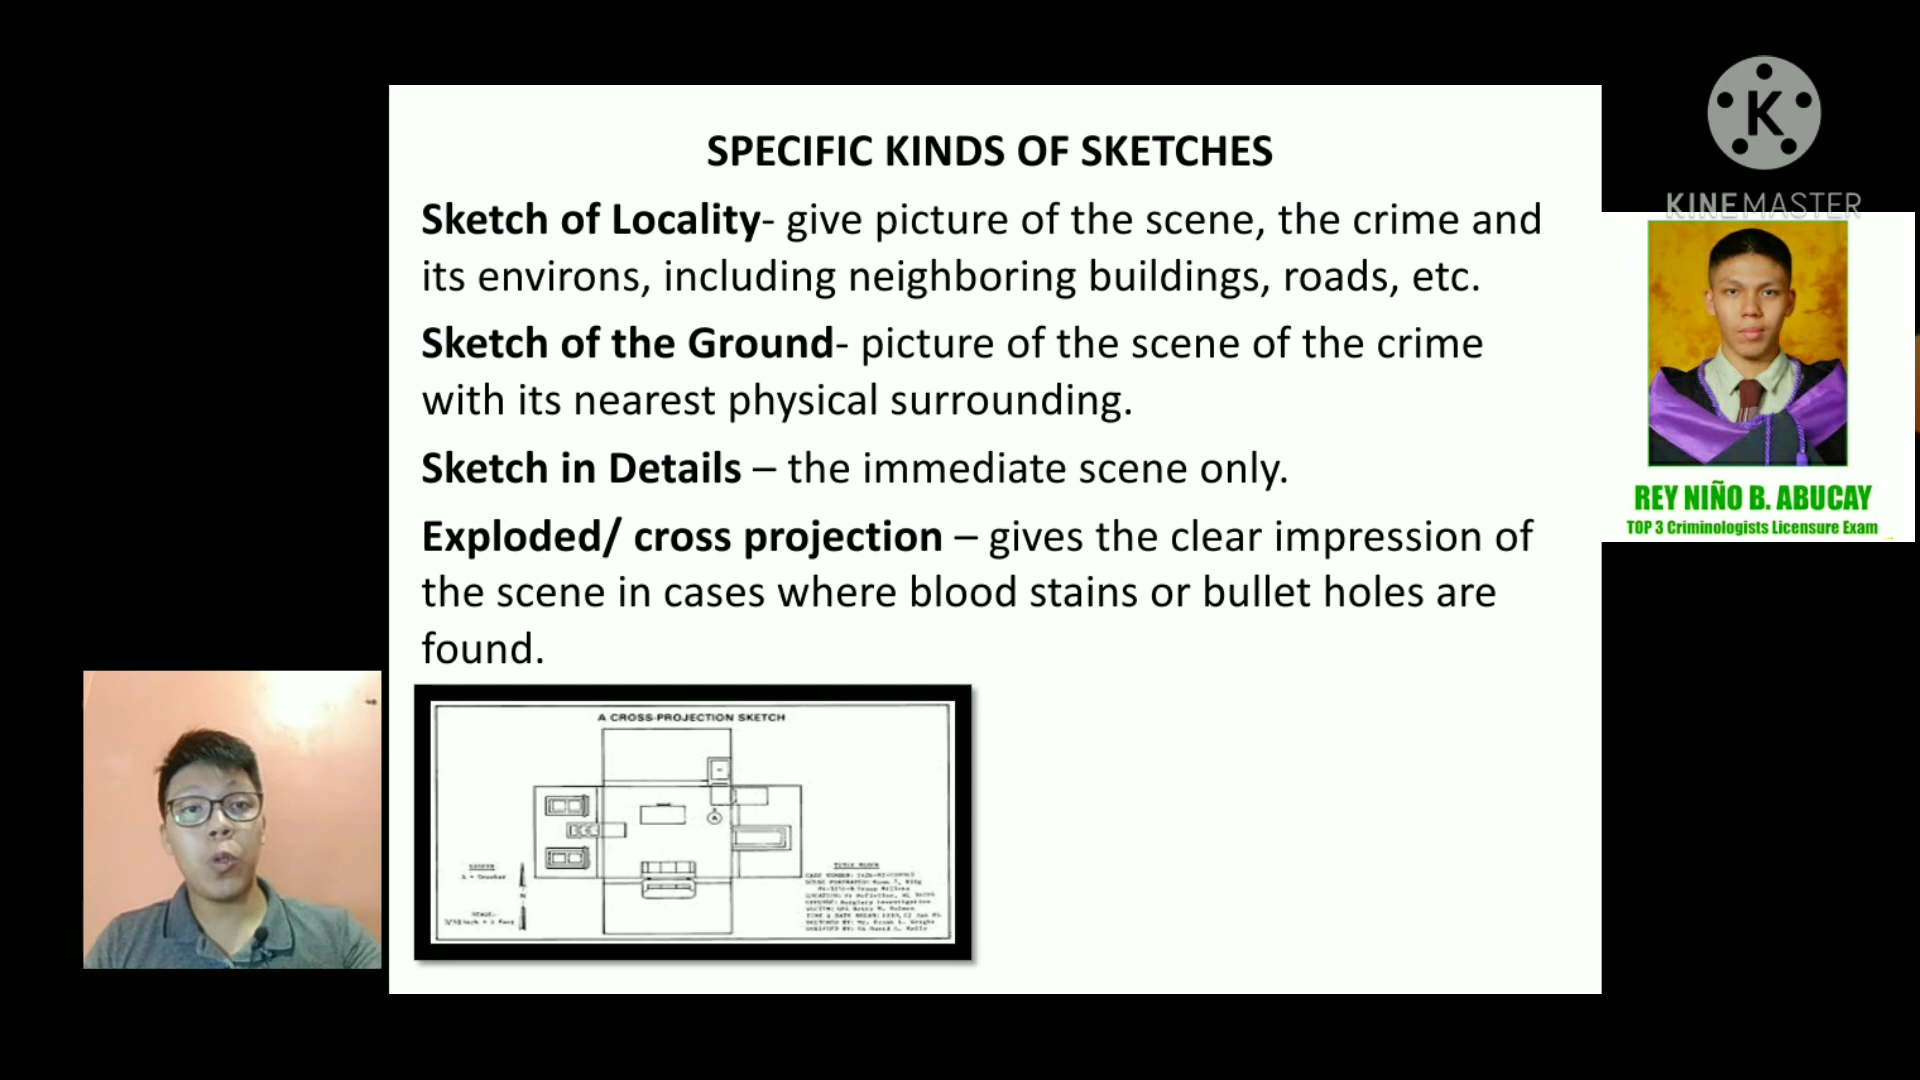 SPECIFIC KINDS OF SKETCHES
Sketch of Locality- give picture of the scene, the crime and
its environs, including neighboring buildings, roads, etc.
Sketch of the Ground- picture of the scene of the crime
with its nearest physical surrounding.
Sketch in Details – the immediate scene only.
Exploded/ cross projection – gives the clear impression of
the scene in cases where blood stains or bullet holes are
found.
A CROSS-PROJECTION SKETCH
N
SCALE:
TITLE BLOCK
K
KINEMASTER
REY NIÑO B. ABUCAY
TOP 3 Criminologists Licensure Exam